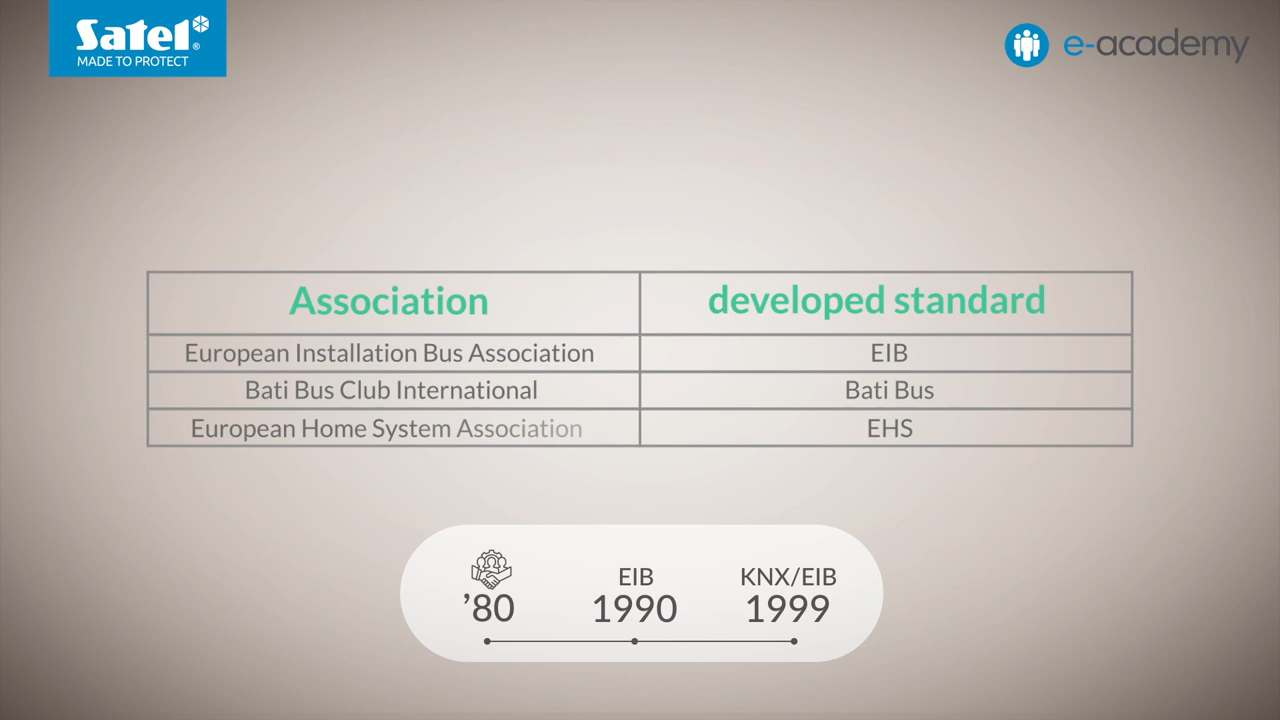 Satel®
MADE TO PROTECT
e-academy
Association
developed standard
European Installation Bus Association
EIB
Bati Bus Club International
Bati Bus
European Home System Association
EHS
’80
EIB
1990
KNX/EIB
1999